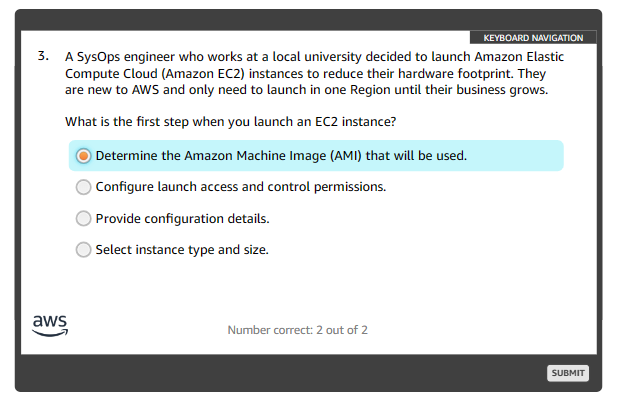 KEYBOARD NAVIGATION
3. A SysOps engineer who works at a local university decided to launch Amazon Elastic
Compute Cloud (Amazon EC2) instances to reduce their hardware footprint. They
are new to AWS and only need to launch in one Region until their business grows.
What is the first step when you launch an EC2 instance?
Determine the Amazon Machine Image (AMI) that will be used.
Configure launch access and control permissions.
Provide configuration details.
Select instance type and size.
aws
Number correct: 2 out of 2
SUBMIT